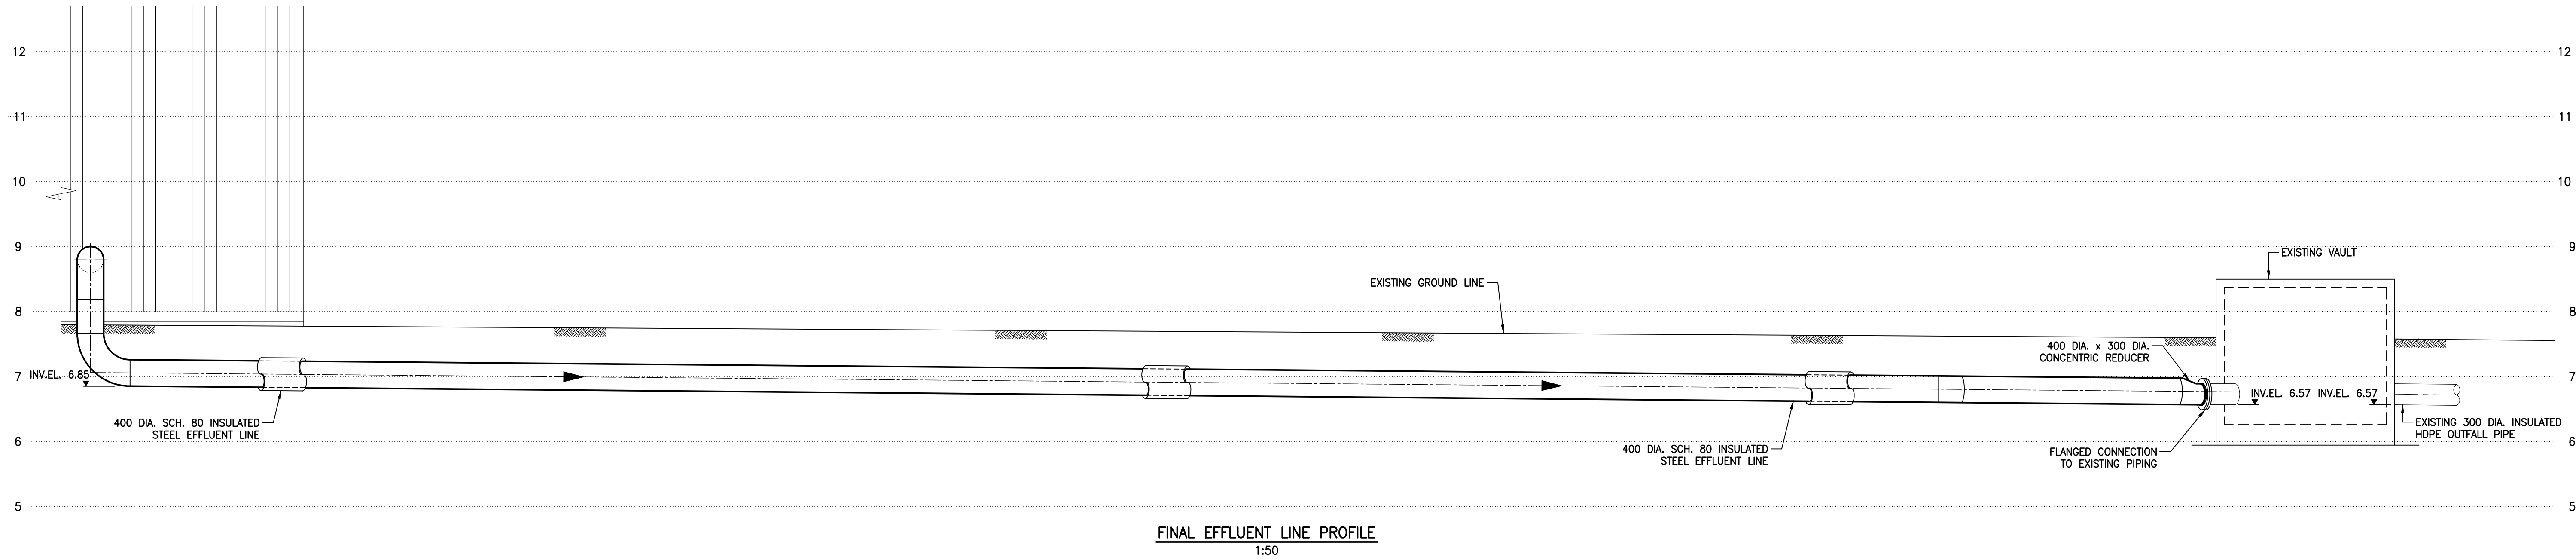 12
12
11
11
10
10
9
9
EXISTING VAULT
EXISTING GROUND LINE
8
8
400 DIA. x 300 DIA.
CONCENTRIC REDUCER
7
INV.EL. 6.85
7
INV.EL. 6.57
INV.EL. 6.57
400 DIA. SCH. 80 INSULATED
STEEL EFFLUENT LINE
EXISTING 300 DIA. INSULATED
HDPE OUTFALL PIPE
6
6
400 DIA. SCH. 80 INSULATED
STEEL EFFLUENT LINE
FLANGED CONNECTION
TO EXISTING PIPING
5
5
FINAL EFFLUENT LINE PROFILE
1:50